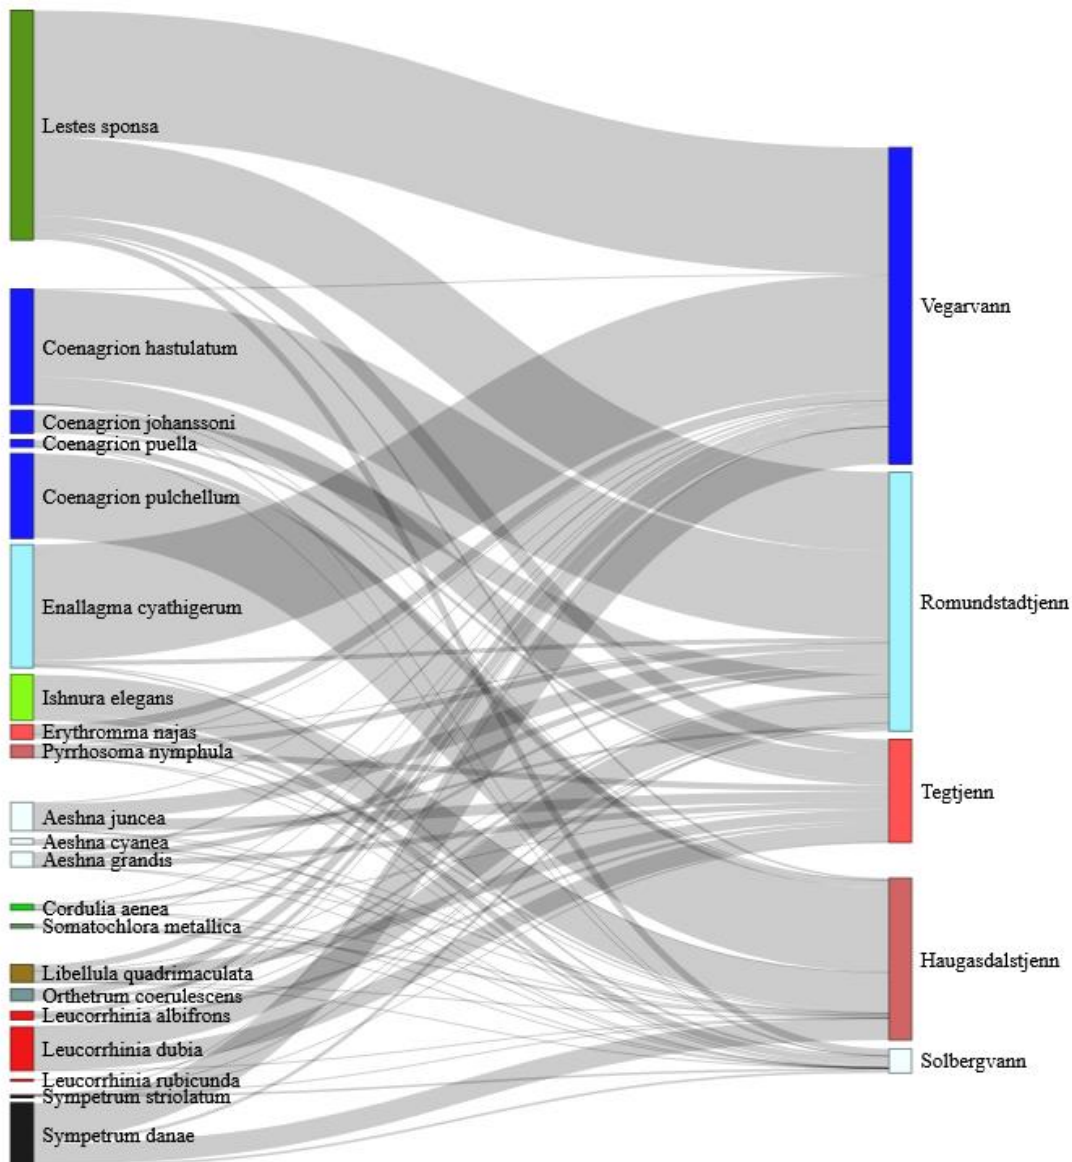 Lestes sponsa
Coenagrion hastulatum
Coenagrion johanssoni
Coenagrion puella
Coenagrion pulchellum
Enallagma cyathigerum
Ishnura elegans
Erythromma najas
Pyrrhosoma nymphula
Aeshna juncea
Aeshna cyanea
Aeshna grandis
Cordulia aenea
Somatochlora metallica
Libellula quadrimaculata
Orthetrum coerulescens
Leucorrhinia albifrons
Leucorrhinia dubia
Leucorrhinia rubicunda
Sympetrum striolatum
Sympetrum danae
Vegarvann
Romundstadtjenn
Tegtjenn
Haugasdalstjenn
Solbergvann